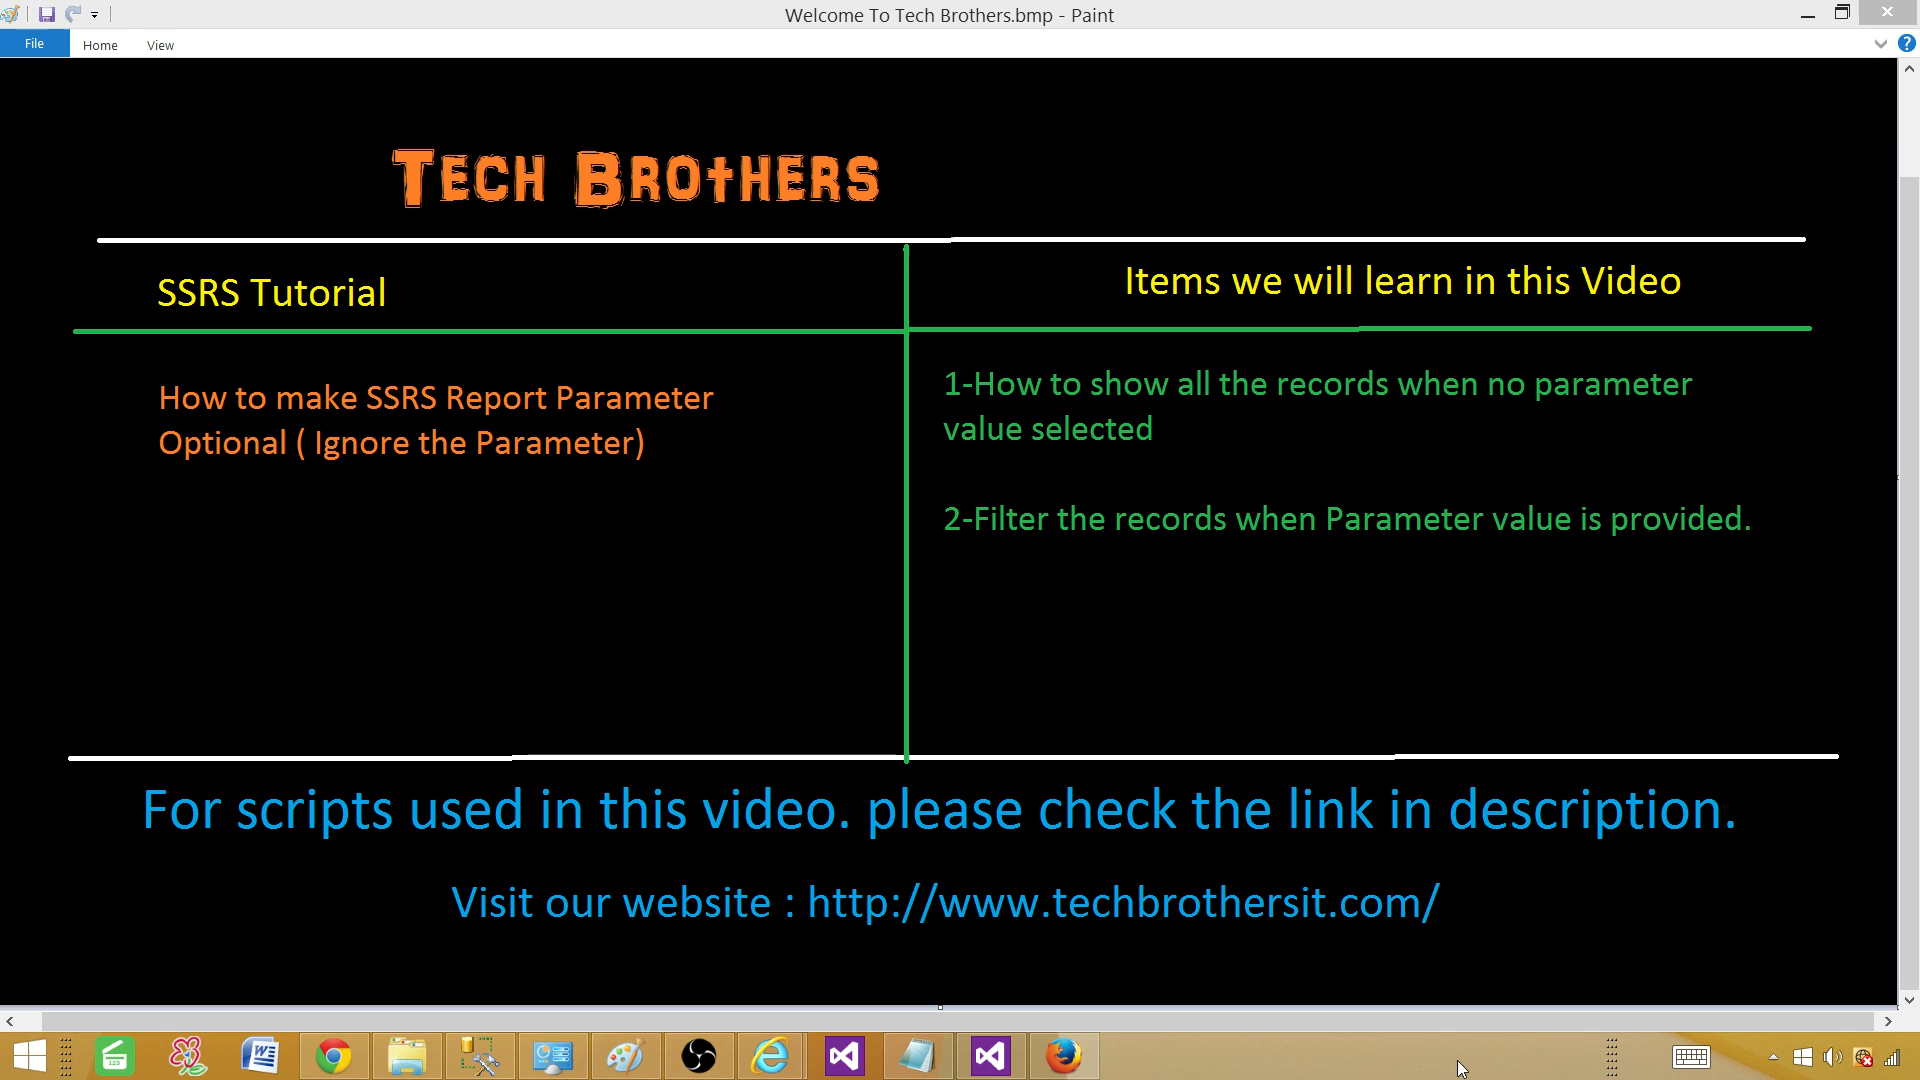 Welcome To Tech Brothers.bmp - Paint
File
Home
View
Tech Brothers
SSRS Tutorial
Items we will learn in this Video
How to make SSRS Report Parameter
Optional ( Ignore the Parameter)
1-How to show all the records when no parameter
value selected
2-Filter the records when Parameter value is provided.
For scripts used in this video. please check the link in description.
Visit our website : http://www.techbrothersit.com/